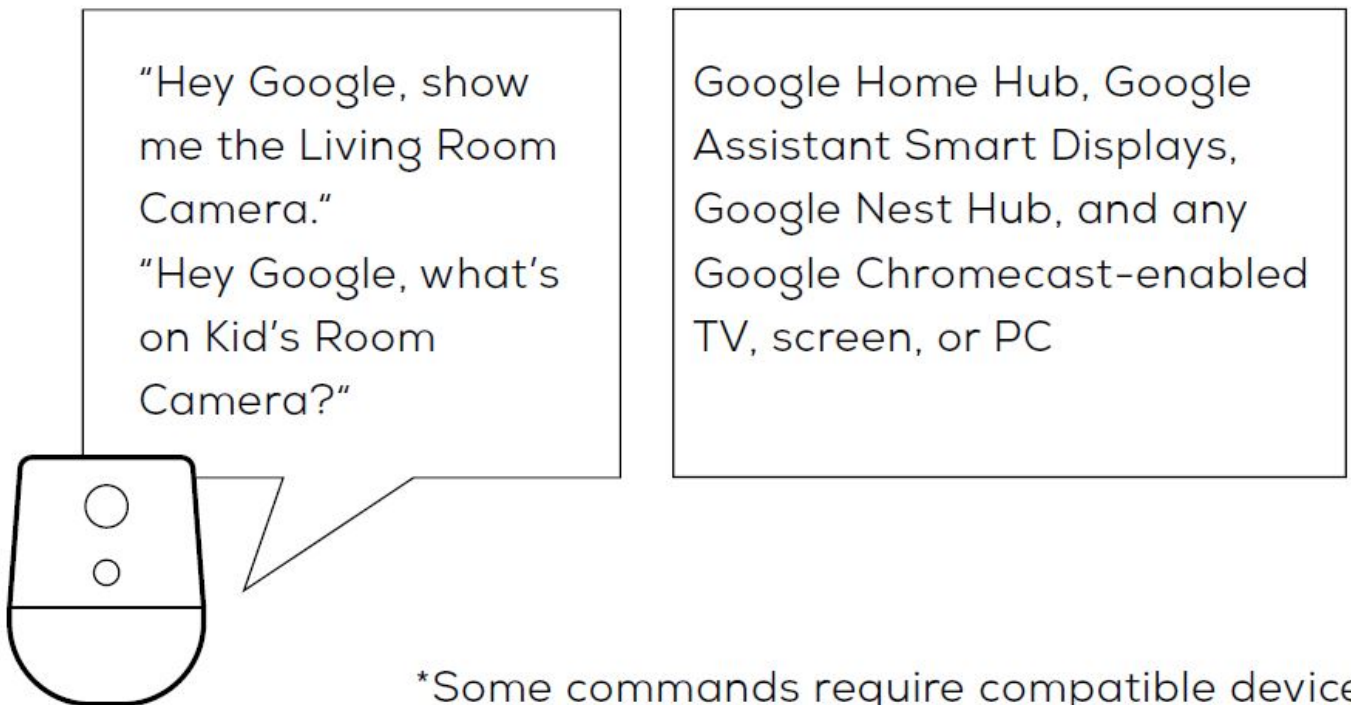 "Hey Google, show
me the Living Room
Camera."
"Hey Google, what's
on Kid's Room
Camera?"
Google Home Hub, Google
Assistant Smart Displays,
Google Nest Hub, and any
Google Chromecast-enabled
TV, screen, or PC
*Some commands require compatible device